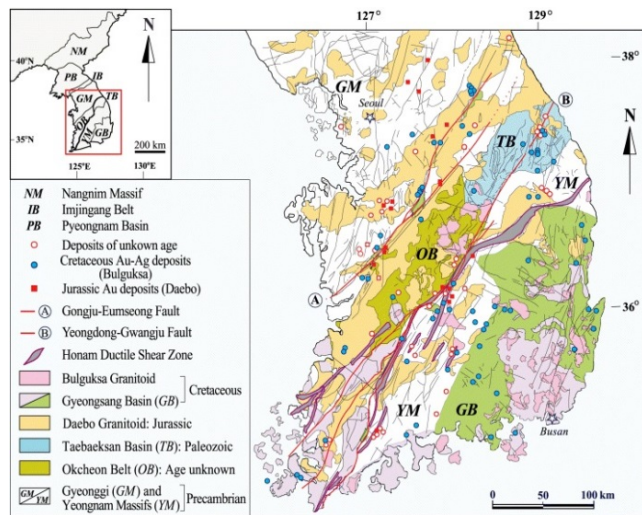 127
129
40°N
38°
NM
PB
IB
GM
TB
OB
YM
GB
35°N
200 km
125°E
130°E
N
GM
Seoul
N
B
TB
YM
OB
A
36°
YM
GB
Busan
0
50
100 km
NM Nangnim Massif
IB Imjingang Belt
PB Pyeongnam Basin
Deposits of unkown age
Cretaceous Au-Ag deposits
(Bulguksa)
Jurassic Au deposits (Daebo)
A Gongju-Eumseong Fault
B Yeongdong-Gwangju Fault
Honam Ductile Shear Zone
Bulguksa Granitoid
Cretaceous
Gyeongsang Basin (GB)
Daebo Granitoid: Jurassic
Taebaeksan Basin (TB): Paleozoic
Okcheon Belt (OB): Age unknown
GM YM Gyeonggi (GM) and
Yeongnam Massifs (YM)
Precambrian